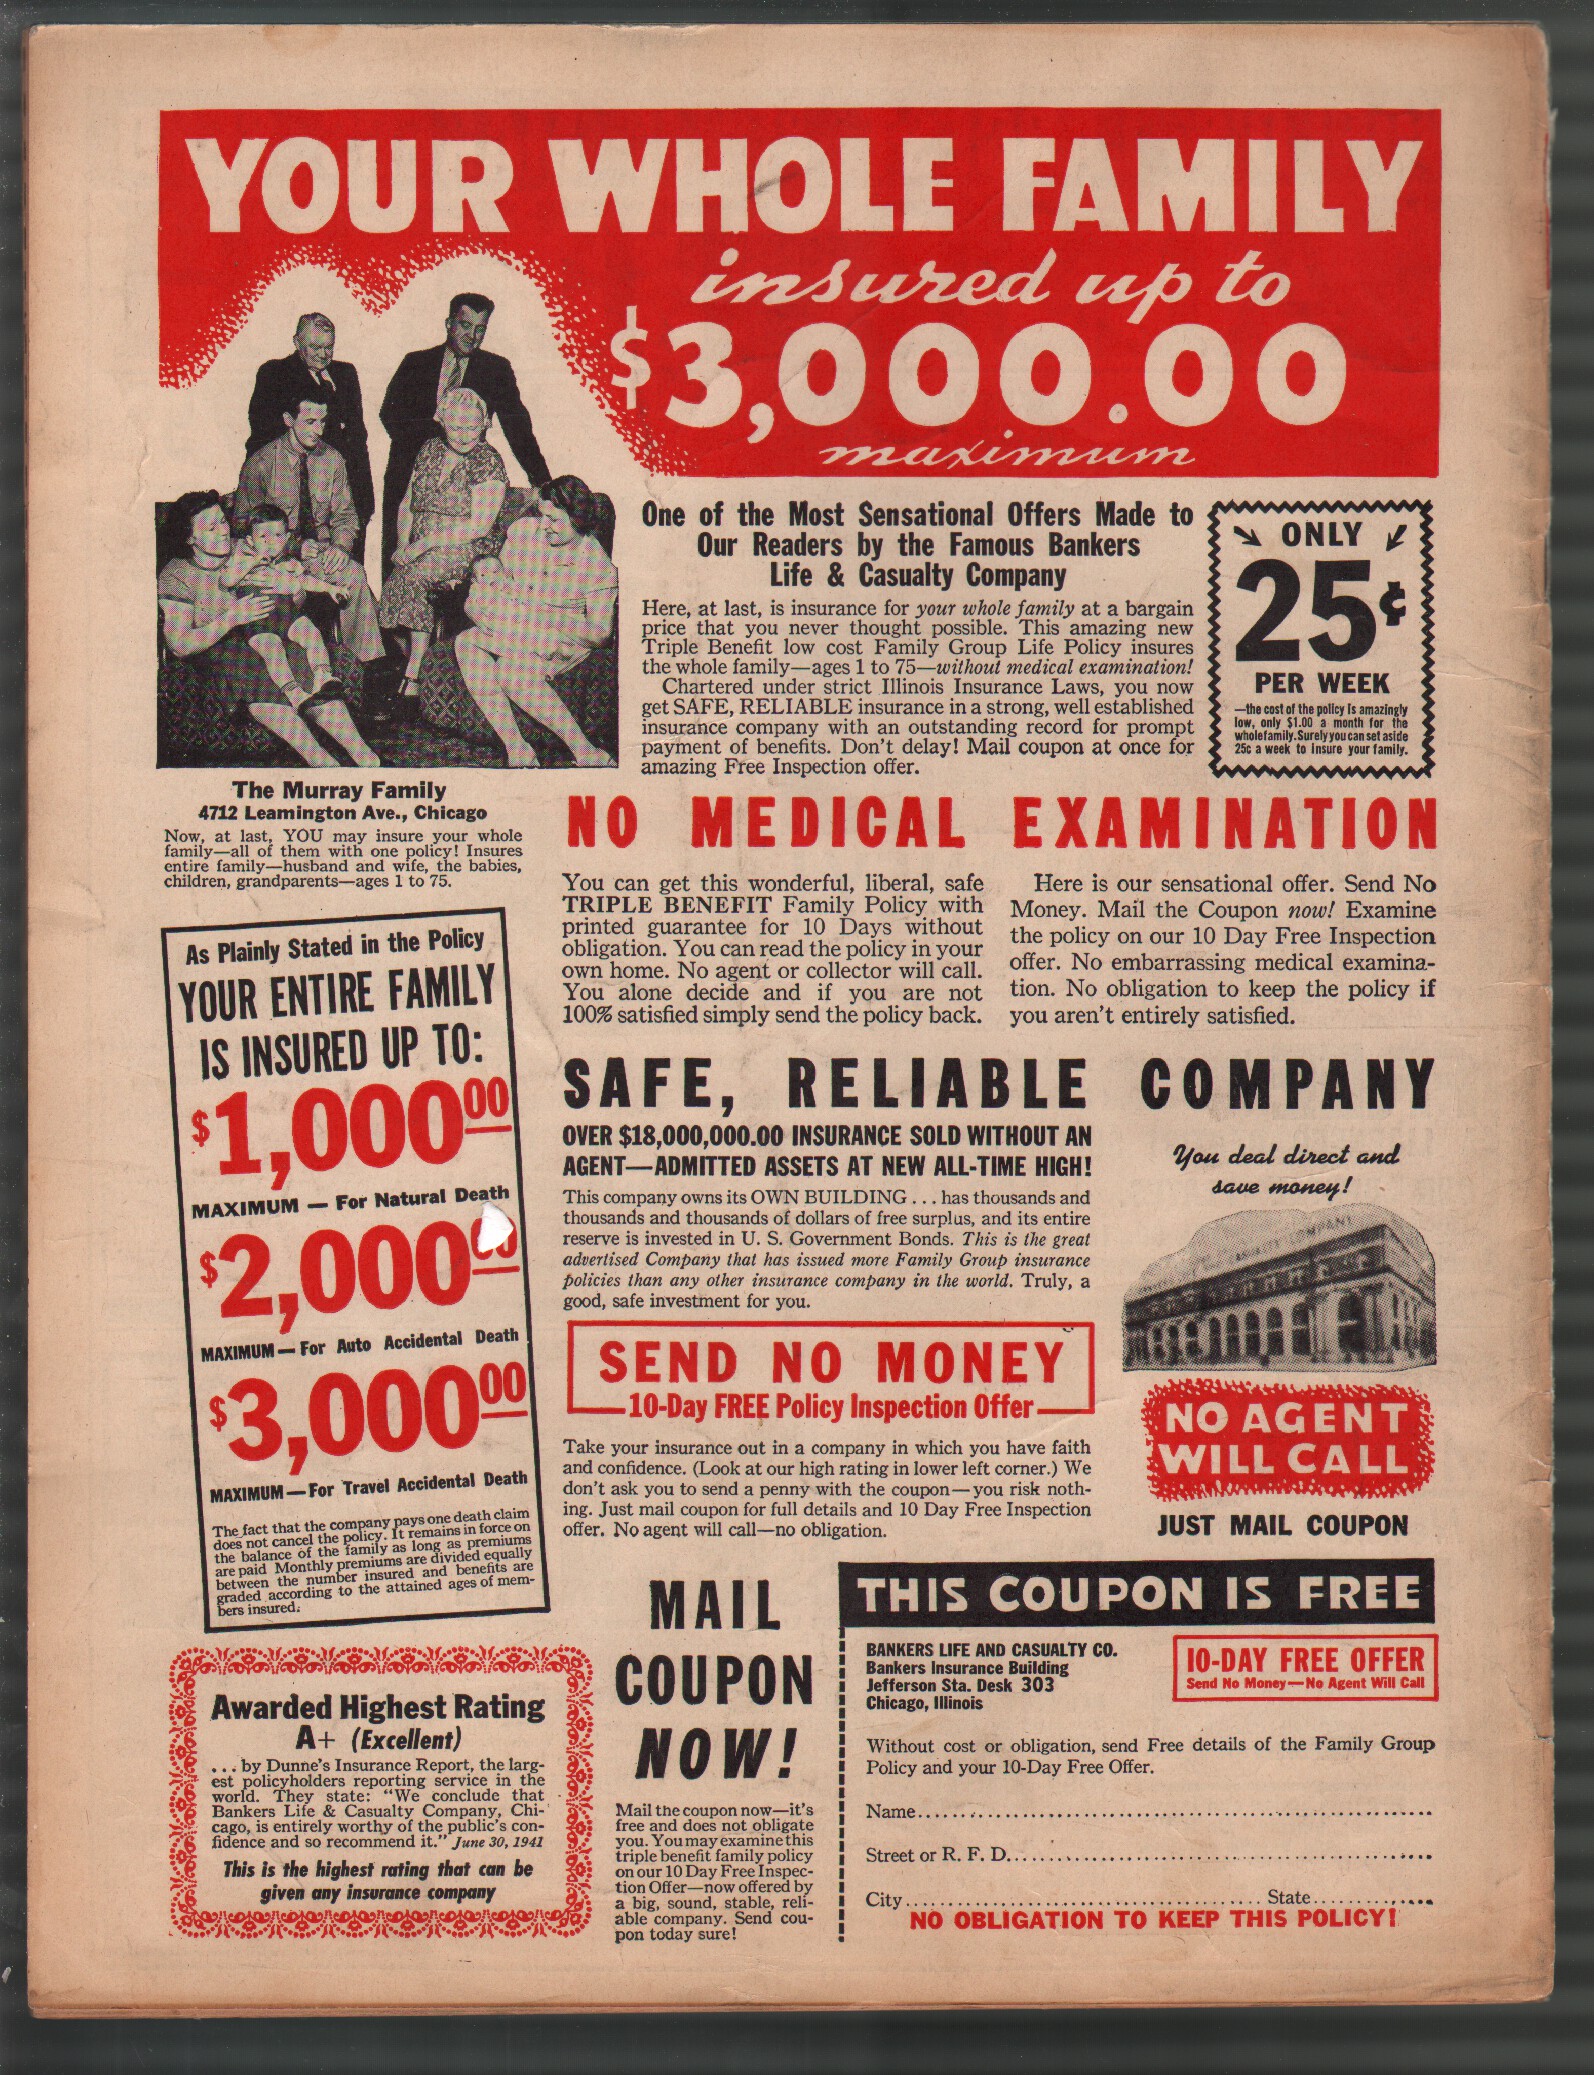 YOUR WHOLE FAMILY
insured up to
$3,000.00
maximum
One of the Most Sensational Offers Made to
Our Readers by the Famous Bankers
Life & Casualty Company
Here, at last, is insurance for your whole family at a bargain
price that you never thought possible. This amazing new
Triple Benefit low cost Family Group Life Policy insures
the whole family—ages 1 to 75—without medical examination!
Chartered under strict Illinois Insurance Laws, you now
get SAFE, RELIABLE insurance in a strong, well established
insurance company with an outstanding record for prompt
payment of benefits. Don't delay! Mail coupon at once for
amazing Free Inspection offer.
ONLY
25¢
PER WEEK
—the cost of the policy is amazingly
low, only $1.00 a month for the
whole family. Surely you can set aside
25c a week to insure your family.
The Murray Family
4712 Leamington Ave., Chicago
Now, at last, YOU may insure your whole
family—all of them with one policy! Insures
entire family—husband and wife, the babies,
children, grandparents—ages 1 to 75.
NO MEDICAL EXAMINATION
You can get this wonderful, liberal, safe
TRIPLE BENEFIT Family Policy with
printed guarantee for 10 Days without
obligation. You can read the policy in your
own home. No agent or collector will call.
You alone decide and if you are not
100% satisfied simply send the policy back.
Here is our sensational offer. Send No
Money. Mail the Coupon now! Examine
the policy on our 10 Day Free Inspection
offer. No embarrassing medical examina-
tion. No obligation to keep the policy if
you aren't entirely satisfied.
As Plainly Stated in the Policy
YOUR ENTIRE FAMILY
IS INSURED UP TO:
$1,000.00
MAXIMUM — For Natural Death
$2,000.00
MAXIMUM — For Auto Accidental Death
$3,000.00
MAXIMUM — For Travel Accidental Death
The fact that the company pays one death claim
does not cancel the policy. It remains in force on
the balance of the family as long as premiums
are paid Monthly premiums are divided equally
between the number insured and benefits are
graded according to the attained ages of mem-
bers insured.
SAFE, RELIABLE COMPANY
OVER $18,000,000.00 INSURANCE SOLD WITHOUT AN
AGENT—ADMITTED ASSETS AT NEW ALL-TIME HIGH!
This company owns its OWN BUILDING . . . has thousands and
thousands and thousands of dollars of free surplus, and its entire
reserve is invested in U. S. Government Bonds. This is the great
advertised Company that has issued more Family Group insurance
policies than any other insurance company in the world. Truly, a
good, safe investment for you.
You deal direct and
save money!
SEND NO MONEY
10-Day FREE Policy Inspection Offer
Take your insurance out in a company in which you have faith
and confidence. (Look at our high rating in lower left corner.) We
don't ask you to send a penny with the coupon—you risk noth-
ing. Just mail coupon for full details and 10 Day Free Inspection
offer. No agent will call—no obligation.
NO AGENT
WILL CALL
JUST MAIL COUPON
Awarded Highest Rating
A+ (Excellent)
. . . by Dunne's Insurance Report, the larg-
est policyholders reporting service in the
world. They state: "We conclude that
Bankers Life & Casualty Company, Chi-
cago, is entirely worthy of the public's con-
fidence and so recommend it." June 30, 1941
This is the highest rating that can be
given any insurance company
MAIL
COUPON
NOW!
Mail the coupon now—it's
free and does not obligate
you. You may examine this
triple benefit family policy
on our 10 Day Free Inspec-
tion Offer—now offered by
a big, sound, stable, reli-
able company. Send cou-
pon today sure!
THIS COUPON IS FREE
BANKERS LIFE AND CASUALTY CO.
Bankers Insurance Building
Jefferson Sta. Desk 303
Chicago, Illinois
10-DAY FREE OFFER
Send No Money—No Agent Will Call
Without cost or obligation, send Free details of the Family Group
Policy and your 10-Day Free Offer.
Name
Street or R. F. D.
City State
NO OBLIGATION TO KEEP THIS POLICY!